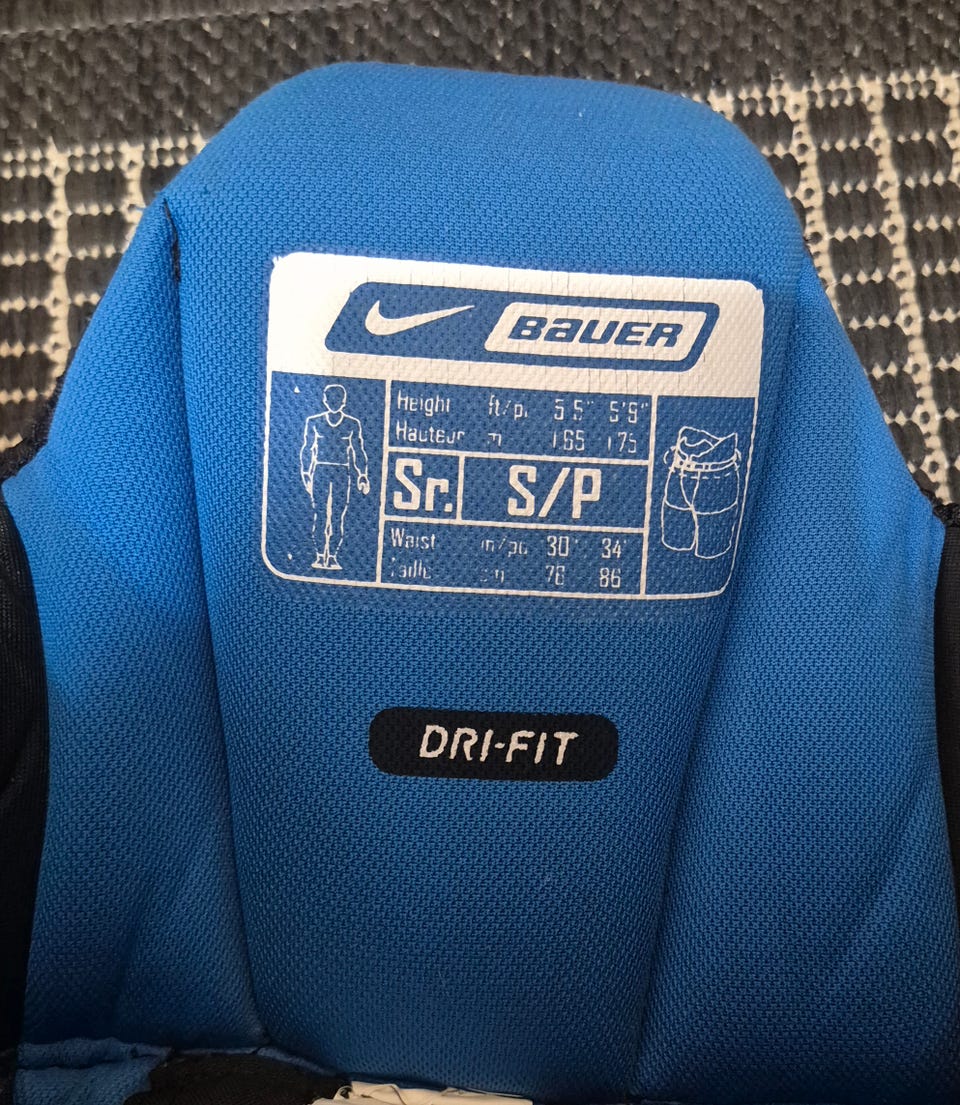 BAUER
Height ft/pi 5'5" 5'9"
Hauteur m 1.65 1.75
Sr. S/P
Waist in/po 30" 34"
Taille cm 76 86
DRI-FIT